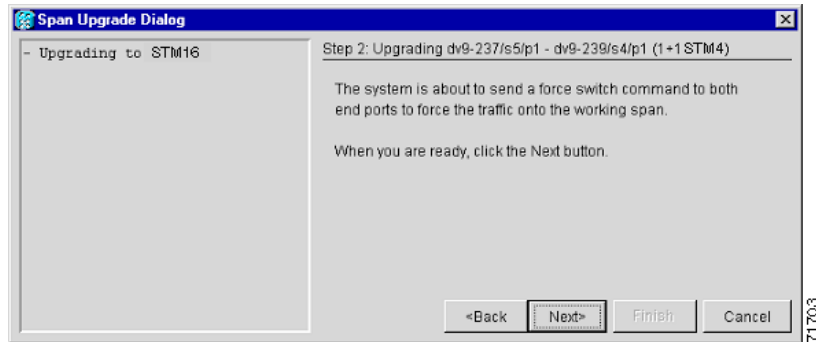 Span Upgrade Dialog
- Upgrading to STM16
Step 2: Upgrading dv9-237/s5/p1 - dv9-239/s4/p1 (1+1 STM4)
The system is about to send a force switch command to both
end ports to force the traffic onto the working span.
When you are ready, click the Next button.
<Back
Next>
Finish
Cancel
71703